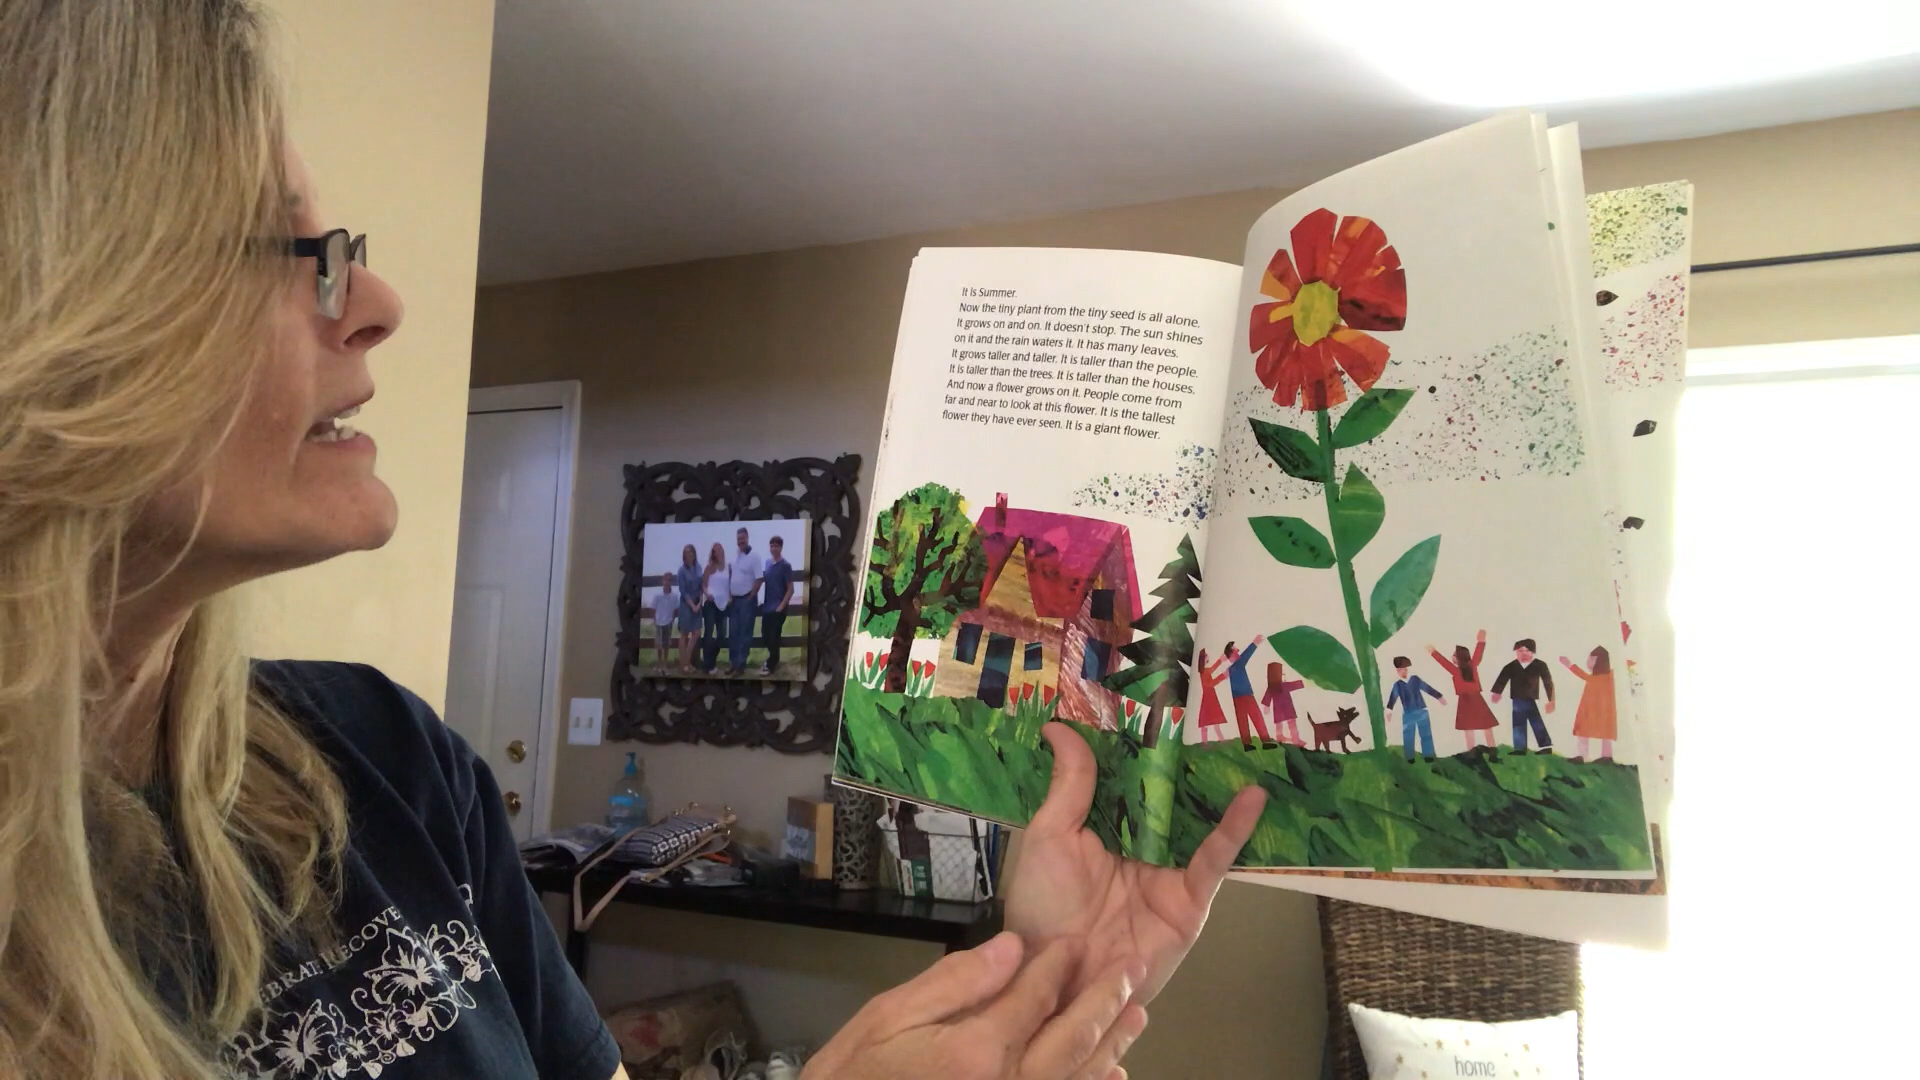 It is Summer.
Now the tiny plant from the tiny seed is all alone.
It grows on and on. It doesn't stop. The sun shines
on it and the rain waters it. It has many leaves.
It grows taller and taller. It is taller than the people.
It is taller than the trees. It is taller than the houses.
And now a flower grows on it. People come from
far and near to look at this flower. It is the tallest
flower they have ever seen. It is a giant flower.
home